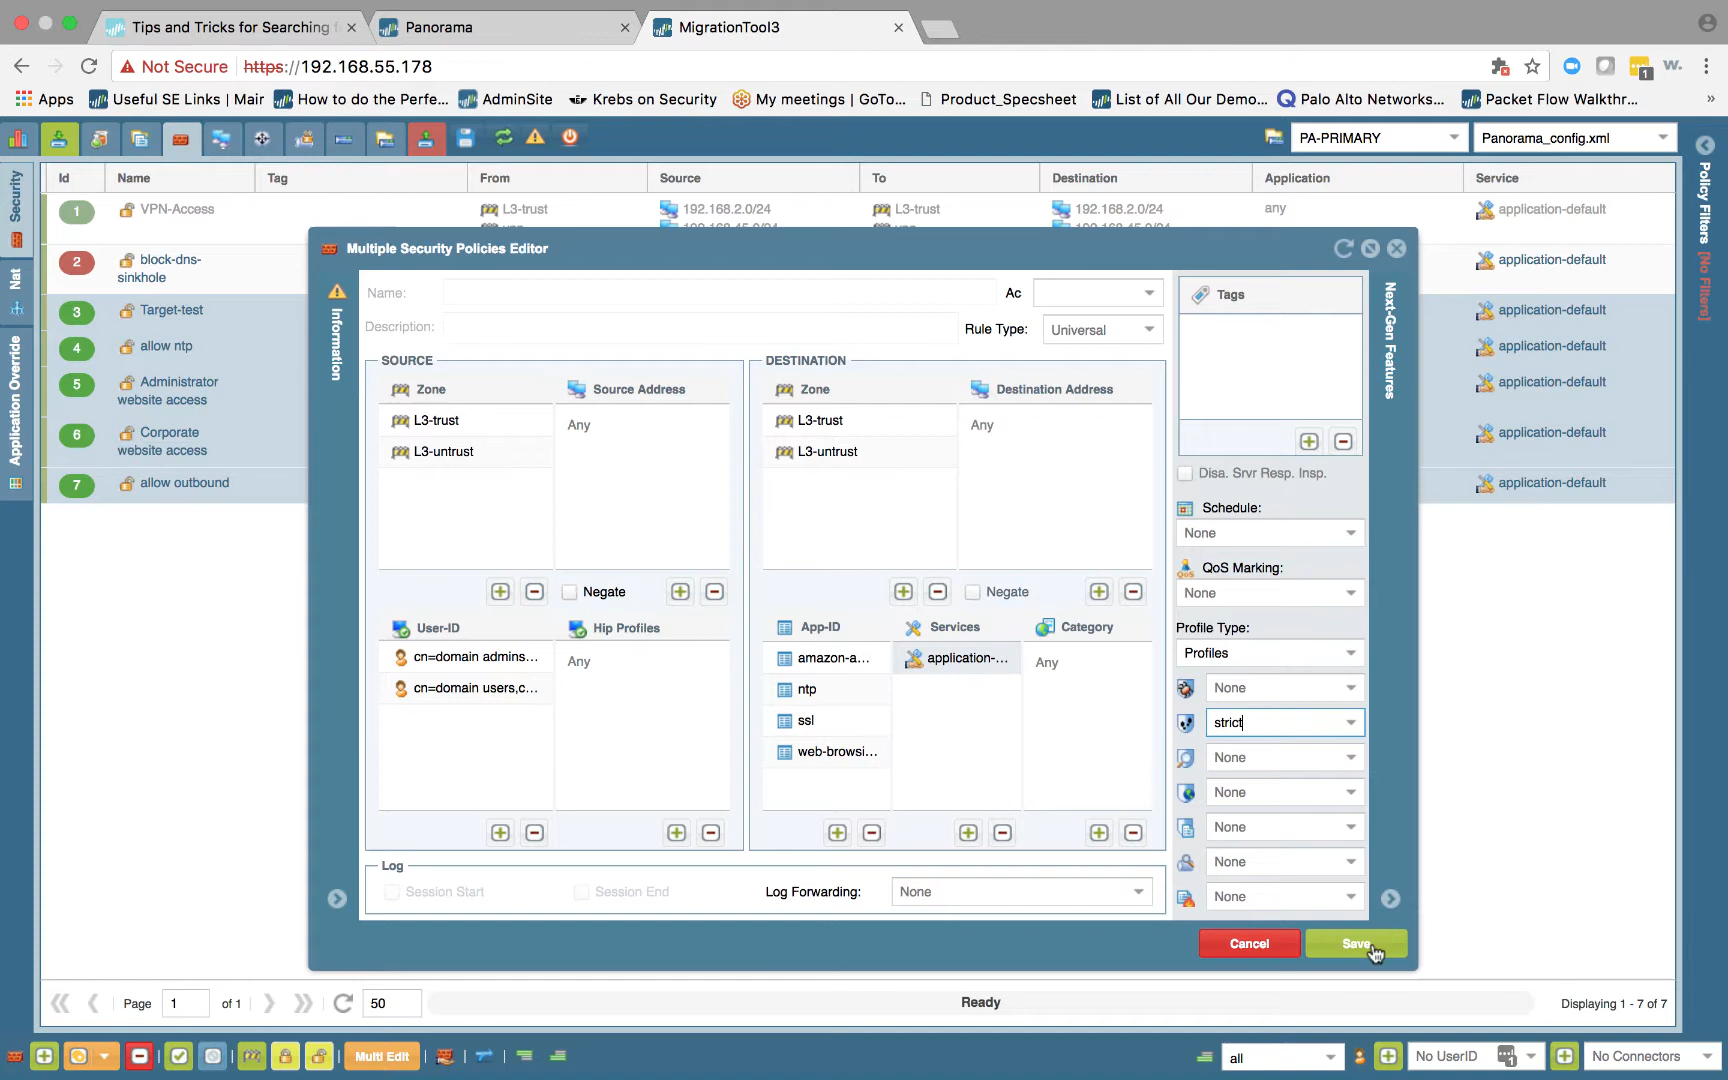 Tips and Tricks for Searching f
Panorama
MigrationTool3
Not Secure https://192.168.55.178
1
W.
Apps
Useful SE Links | Mair
How to do the Perfe...
AdminSite
Krebs on Security
My meetings | GoTo...
Product_Specsheet
List of All Our Demo...
Palo Alto Networks...
Packet Flow Walkthr...
»
PA-PRIMARY
Panorama_config.xml
Security
Nat
Application Override
Policy Filters [No Filters]
Id Name Tag From Source To Destination Application Service
1 VPN-Access L3-trust 192.168.2.0/24 L3-trust 192.168.2.0/24 any application-default
2 block-dns-
sinkhole
application-default
3 Target-test application-default
4 allow ntp application-default
5 Administrator
website access
application-default
6 Corporate
website access
application-default
7 allow outbound application-default
Multiple Security Policies Editor
Information
Next-Gen Features
Name: Ac
Description: Rule Type: Universal
SOURCE
Zone Source Address
L3-trust Any
L3-untrust
Negate
User-ID Hip Profiles
cn=domain admins... Any
cn=domain users,c...
DESTINATION
Zone Destination Address
L3-trust Any
L3-untrust
Negate
App-ID Services Category
amazon-a... application-... Any
ntp
ssl
web-browsi...
Log
Session Start Session End Log Forwarding: None
Tags
Disa. Srvr Resp. Insp.
Schedule:
None
QoS
QoS Marking:
None
Profile Type:
Profiles
None
strict
None
None
None
None
None
Cancel Save
Page 1 of 1 50 Ready Displaying 1 - 7 of 7
Multi Edit all No UserID 1 No Connectors